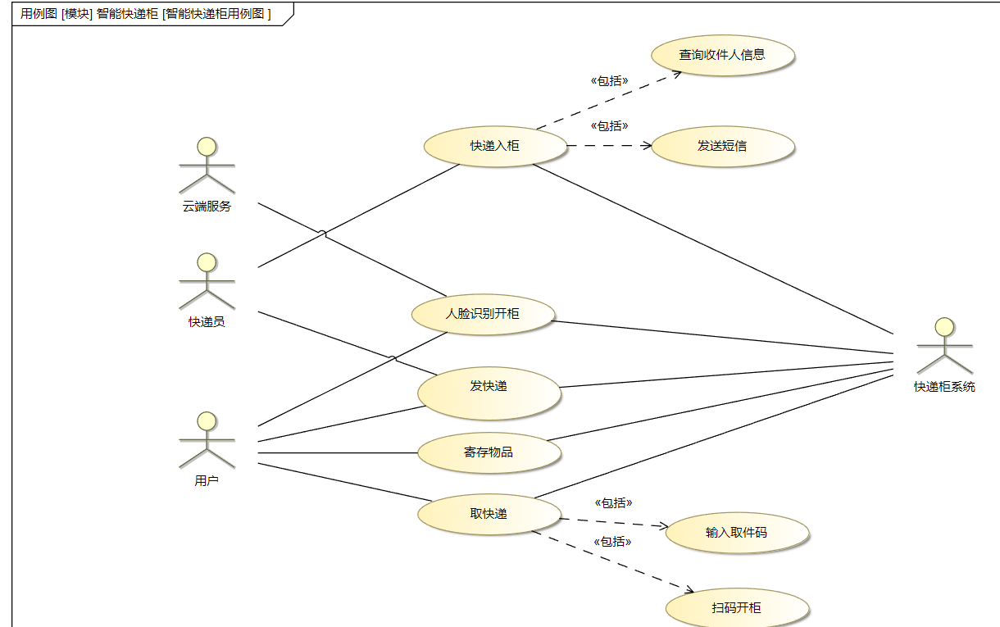 用例图 [模块] 智能快递柜 [智能快递柜用例图 ]
查询收件人信息
«包括»
«包括»
快递入柜
发送短信
云端服务
快递员
人脸识别开柜
快递柜系统
发快递
寄存物品
用户
取快递
«包括»
输入取件码
«包括»
扫码开柜